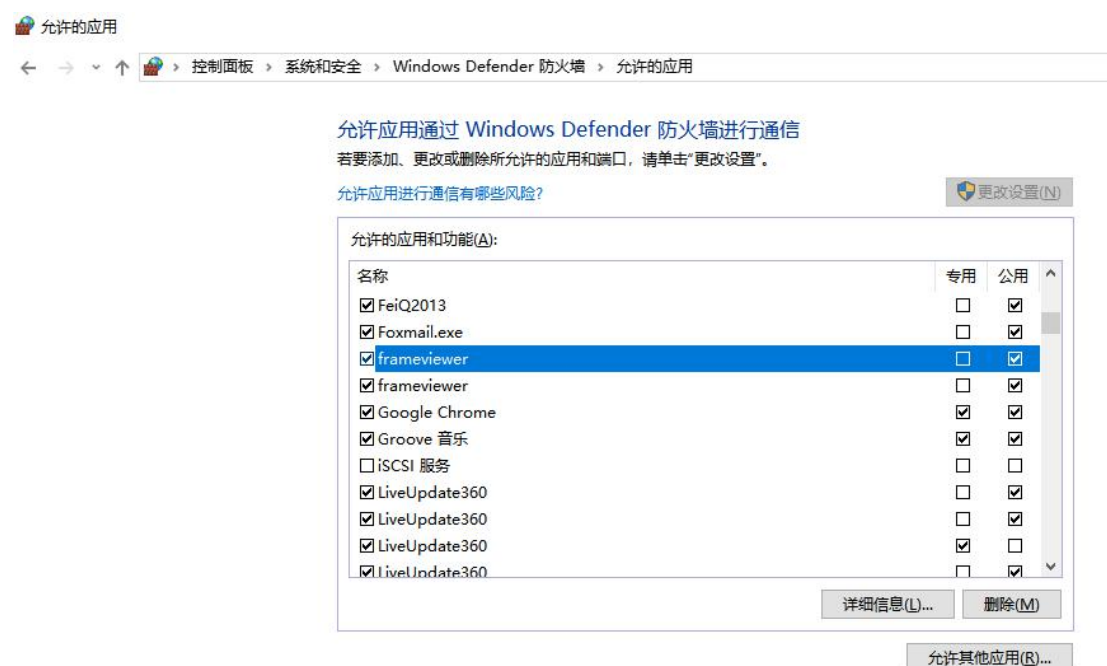 允许的应用
控制面板 › 系统和安全 › Windows Defender 防火墙 › 允许的应用
允许应用通过 Windows Defender 防火墙进行通信
若要添加、更改或删除所允许的应用和端口，请单击"更改设置"。
允许应用进行通信有哪些风险?
更改设置(N)
允许的应用和功能(A):
名称 专用 公用
FeiQ2013
Foxmail.exe
frameviewer
frameviewer
Google Chrome
Groove 音乐
iSCSI 服务
LiveUpdate360
LiveUpdate360
LiveUpdate360
LiveUpdate360
详细信息(L)... 删除(M)
允许其他应用(R)...